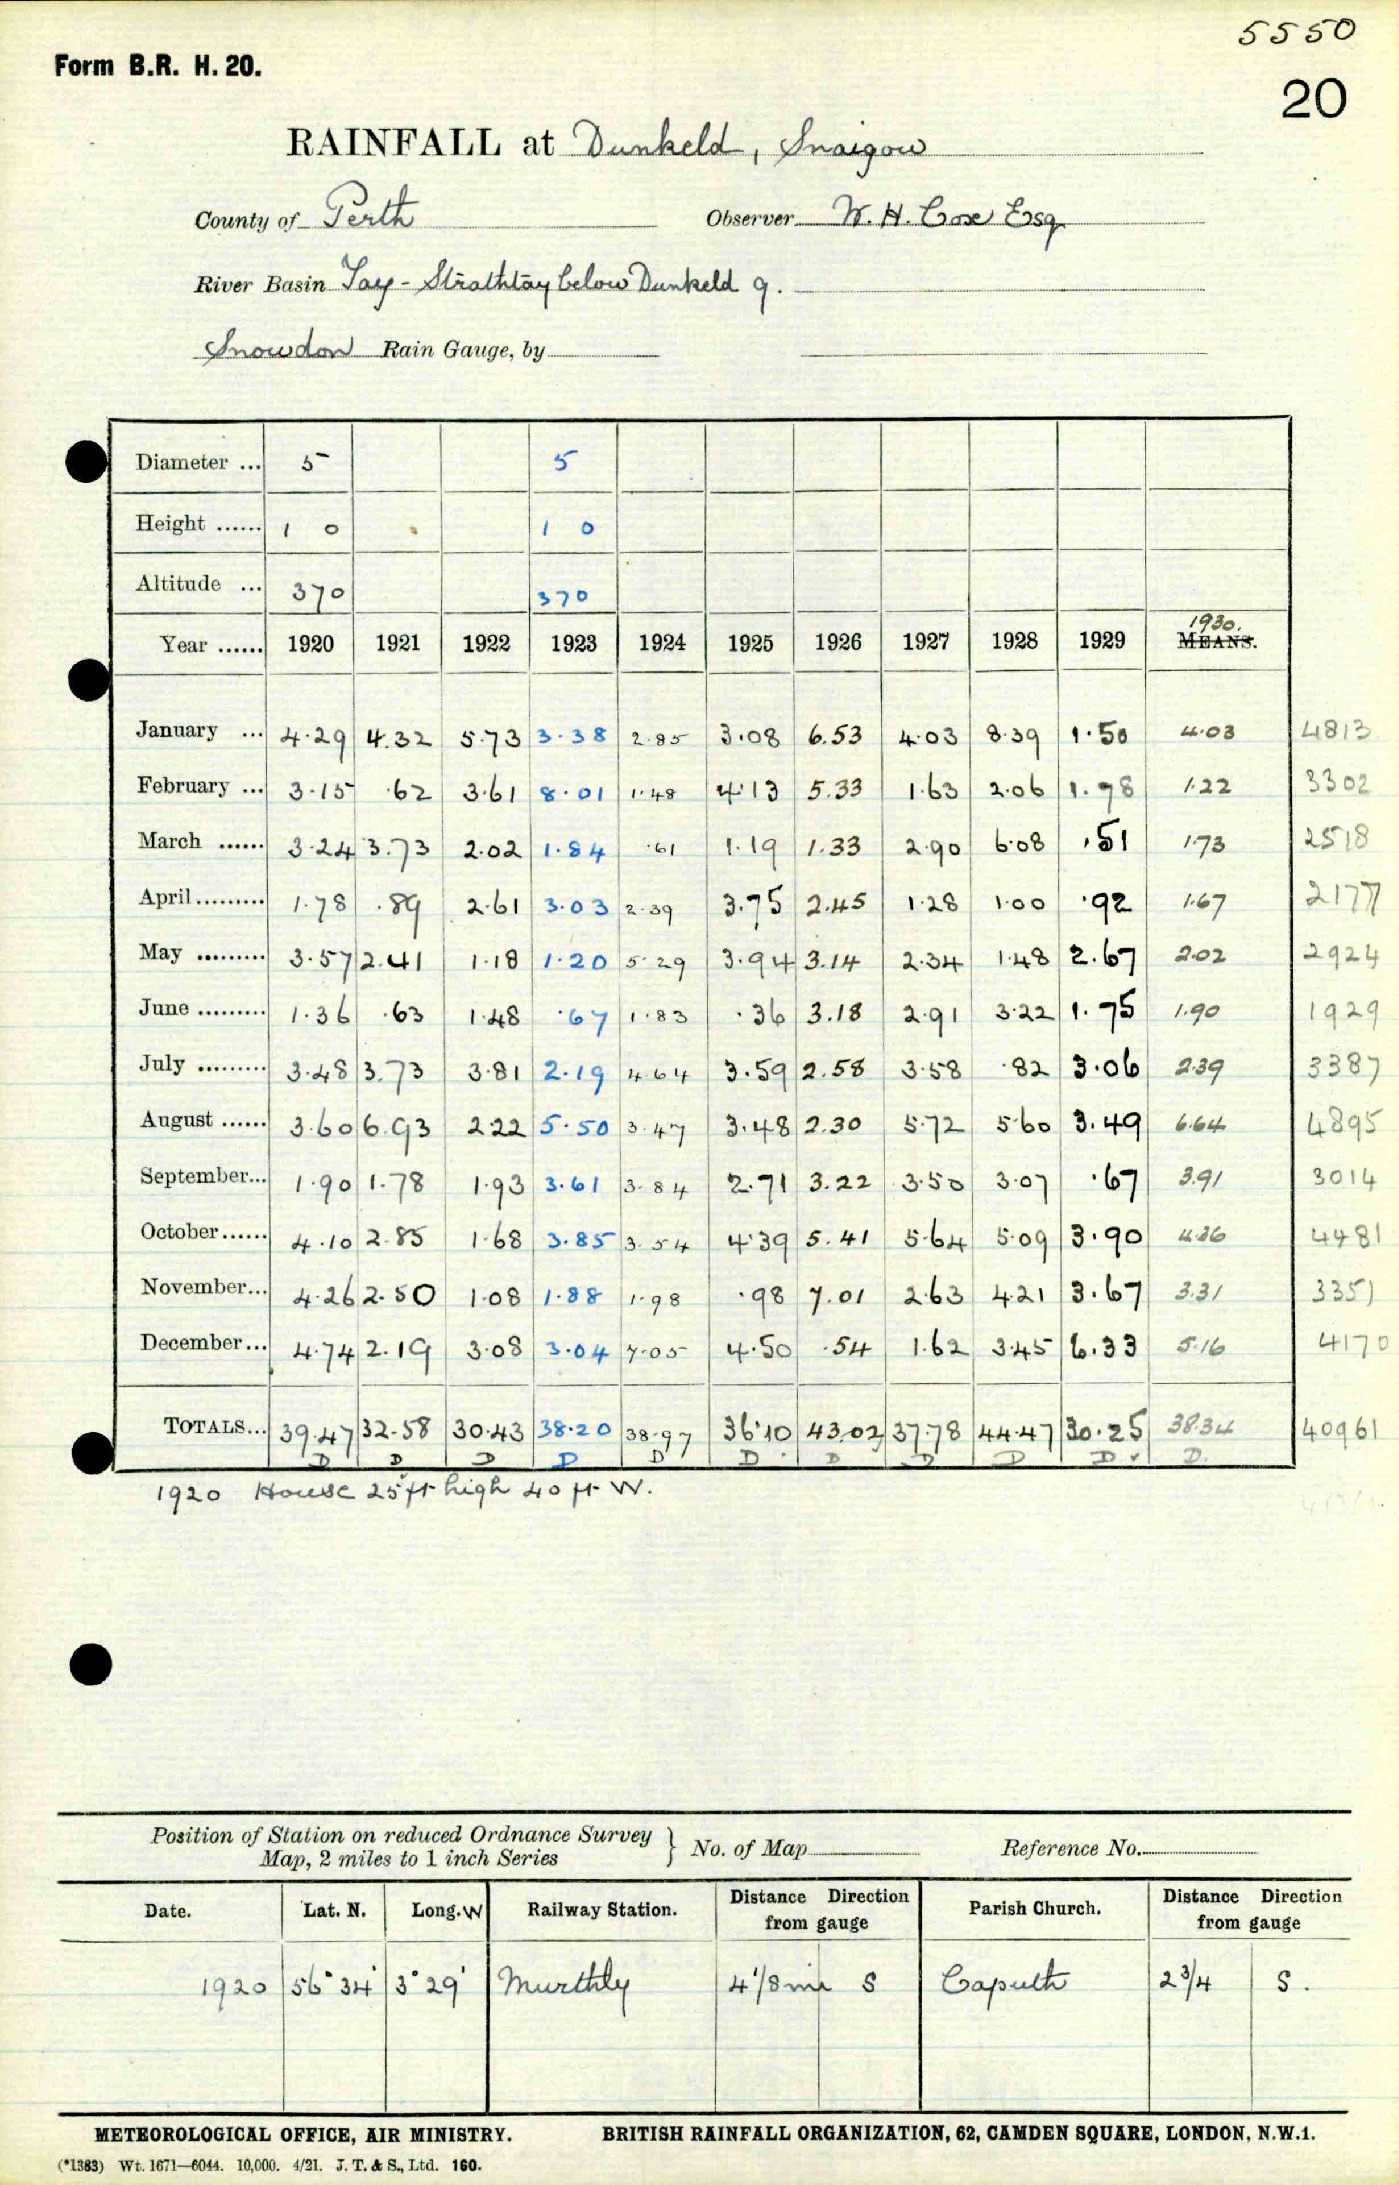 5550
Form B.R. H. 20.
20
RAINFALL at Dunkeld, Snaigow
County of Perth Observer W. H. Cox Esq
River Basin Tay - Strathtay below Dunkeld 9.
Snowdon Rain Gauge, by
Diameter ... 5 5
Height ...... 1 0 1 0
Altitude ... 370 370
1930.
Year ...... 1920 1921 1922 1923 1924 1925 1926 1927 1928 1929 MEANS.
January ... 4.29 4.32 5.73 3.38 2.85 3.08 6.53 4.03 8.39 1.50 4.03 4813
February ... 3.15 .62 3.61 8.01 1.48 4.13 5.33 1.63 2.06 1.78 1.22 3302
March ...... 3.24 3.73 2.02 1.84 .61 1.19 1.33 2.90 6.08 .51 1.73 2518
April ......... 1.78 .89 2.61 3.03 2.39 3.75 2.45 1.28 1.00 .92 1.67 2177
May ......... 3.57 2.41 1.18 1.20 5.29 3.94 3.14 2.34 1.48 2.67 2.02 2924
June ......... 1.36 .63 1.48 .67 1.83 .36 3.18 2.91 3.22 1.75 1.90 1929
July ......... 3.48 3.73 3.81 2.19 4.64 3.59 2.58 3.58 .82 3.06 2.39 3387
August ...... 3.60 6.93 2.22 5.50 3.47 3.48 2.30 5.72 5.60 3.49 6.64 4895
September... 1.90 1.78 1.93 3.61 3.84 2.71 3.22 3.50 3.07 .67 3.91 3014
October...... 4.10 2.85 1.68 3.85 3.54 4.39 5.41 5.64 5.09 3.90 4.36 4481
November... 4.26 2.50 1.08 1.88 1.98 .98 7.01 2.63 4.21 3.67 3.31 3351
December... 4.74 2.19 3.08 3.04 7.05 4.50 .54 1.62 3.45 6.33 5.16 4170
TOTALS... 39.47 32.58 30.43 38.20 38.97 36.10 43.02 37.78 44.47 30.25 38.34 40961
D D D D D D D D D D D.
1920 House 25 ft high 40 ft W.
Position of Station on reduced Ordnance Survey
Map, 2 miles to 1 inch Series } No. of Map Reference No.
Date. Lat. N. Long. W Railway Station. Distance Direction from gauge Parish Church. Distance Direction from gauge
1920 56° 34' 3° 29' Murthly 4 1/8 mi S Caputh 2 3/4 S.
METEOROLOGICAL OFFICE, AIR MINISTRY. BRITISH RAINFALL ORGANIZATION, 62, CAMDEN SQUARE, LONDON, N.W.1.
(*1383) Wt. 1671—6044. 10,000. 4/21. J. T. & S., Ltd. 160.